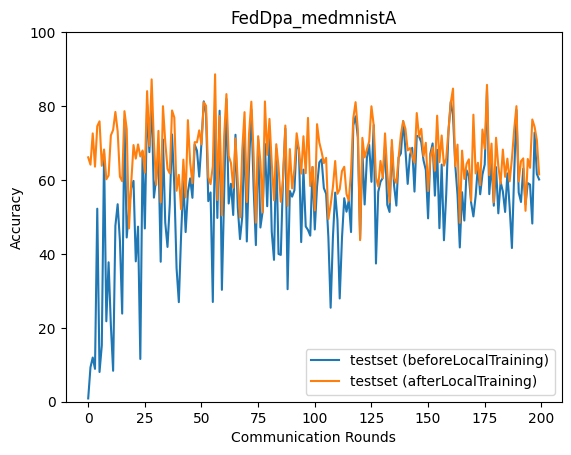 FedDpa_medmnistA
100
80
60
40
20
0
Accuracy
0 25 50 75 100 125 150 175 200
Communication Rounds
testset (beforeLocalTraining)
testset (afterLocalTraining)